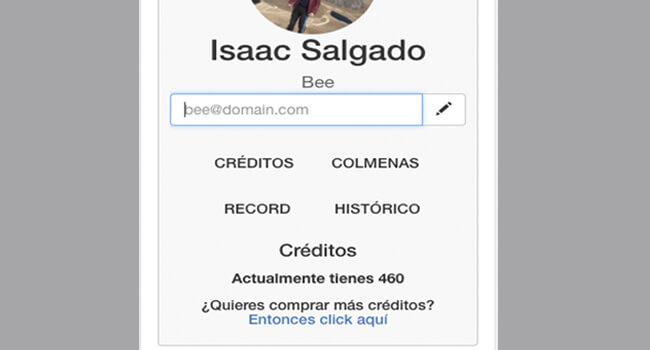 Isaac Salgado
Bee
bee@domain.com
CRÉDITOS COLMENAS
RECORD HISTÓRICO
Créditos
Actualmente tienes 460
¿Quieres comprar más créditos?
Entonces click aquí